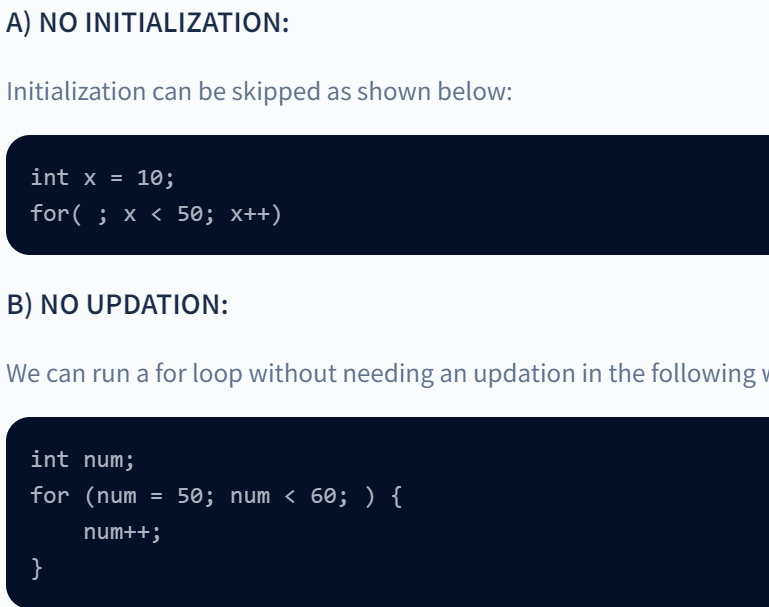 A) NO INITIALIZATION:
Initialization can be skipped as shown below:
int x = 10;
for( ; x < 50; x++)
B) NO UPDATION:
We can run a for loop without needing an updation in the following
int num;
for (num = 50; num < 60; ) {
    num++;
}